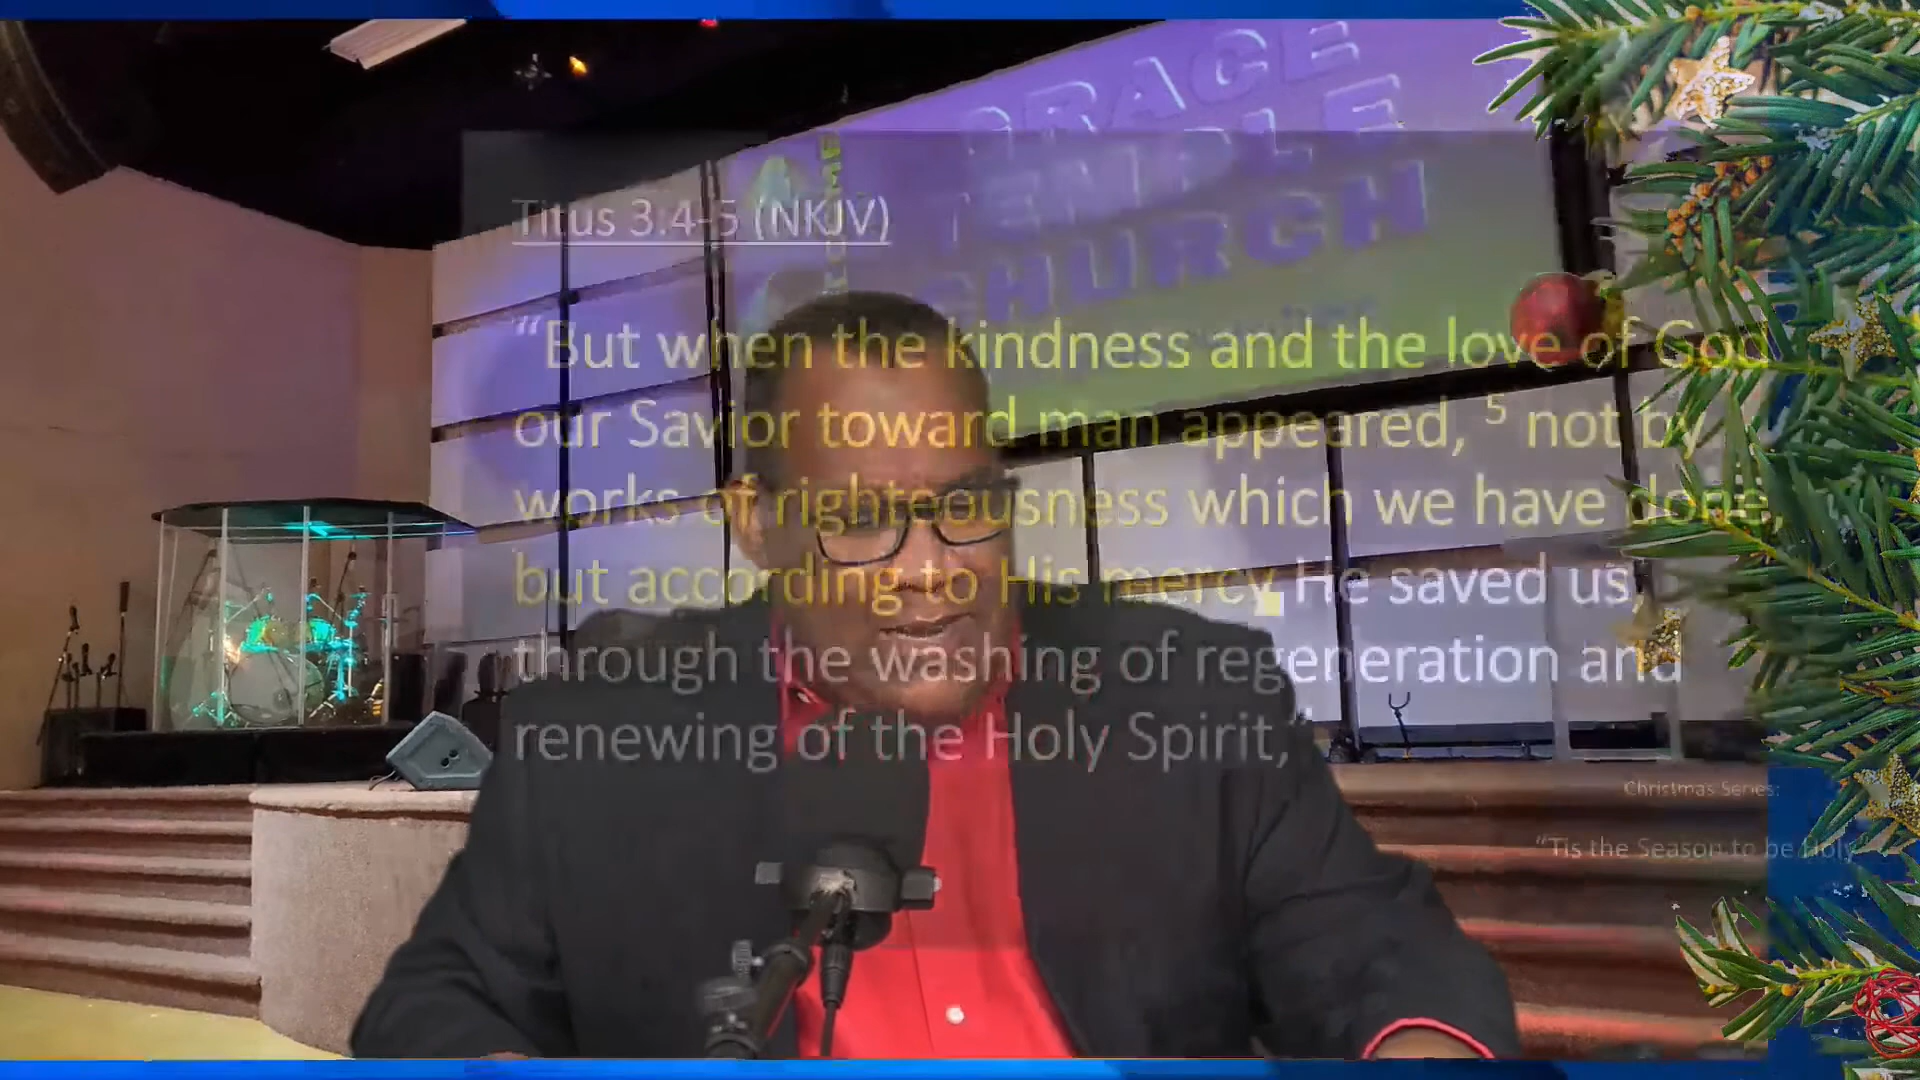 GRACE
TEMPLE
CHURCH
Titus 3:4-5 (NKJV)
“But when the kindness and the love of God
our Savior toward man appeared, 5 not by
works of righteousness which we have done,
but according to His mercy He saved us,
through the washing of regeneration and
renewing of the Holy Spirit,”
Christmas Series:
“Tis the Season to be Holy”